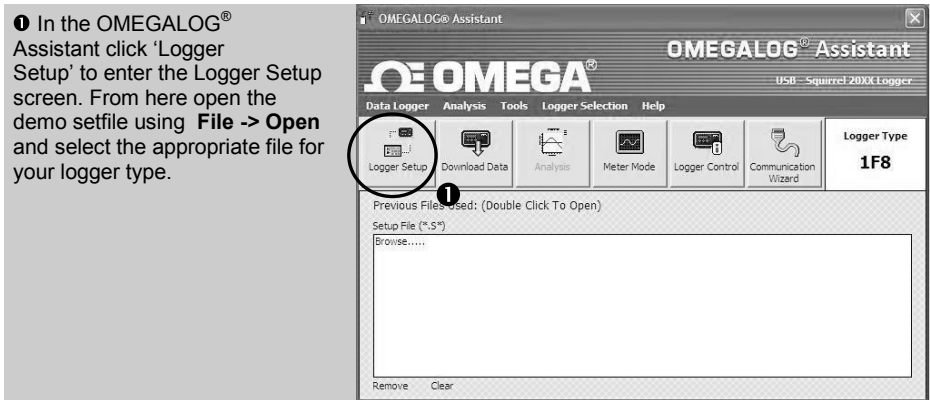 ❶ In the OMEGALOG®
Assistant click ‘Logger
Setup’ to enter the Logger Setup
screen. From here open the
demo setfile using File -> Open
and select the appropriate file for
your logger type.
OMEGALOG® Assistant
OMEGALOG® Assistant
ΩE OMEGA®
USB - Squirrel 20XX Logger
Data Logger Analysis Tools Logger Selection Help
Logger Setup Download Data Analysis Meter Mode Logger Control Communication Wizard
Logger Type
1F8
❶
Previous Files Used: (Double Click To Open)
Setup File (*.S*)
Browse.....
Remove Clear